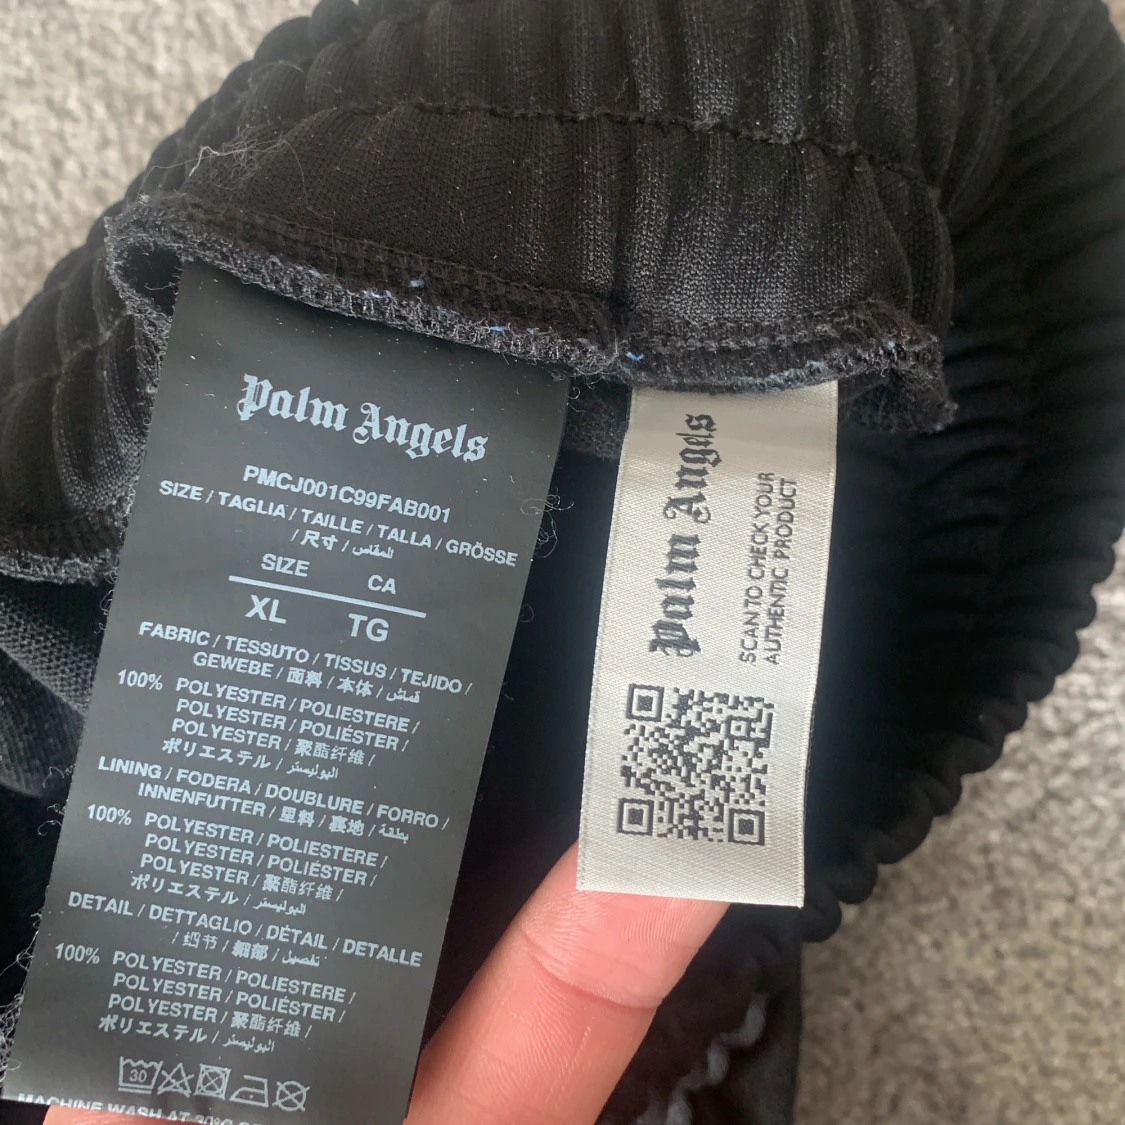 Palm Angels
PMCJ001C99FAB001
SIZE / TAGLIA / TAILLE / TALLA / GRÖSSE
/ 尺寸 / المقاس
SIZE CA
XL TG
FABRIC / TESSUTO / TISSUS / TEJIDO /
GEWEBE / 面料 / 本体 / قماش
100% POLYESTER / POLIESTERE /
POLYESTER / POLIÉSTER /
POLYESTER / 聚酯纤维 /
ポリエステル / البوليستر
LINING / FODERA / DOUBLURE / FORRO /
INNENFUTTER / 里料 / 裏地 / بطانة
100% POLYESTER / POLIESTERE /
POLYESTER / POLIÉSTER /
POLYESTER / 聚酯纤维 /
ポリエステル / البوليستر
DETAIL / DETTAGLIO / DÉTAIL / DETALLE
/ 细节 / 細部 / تفصيل
100% POLYESTER / POLIESTERE /
POLYESTER / POLIÉSTER /
POLYESTER / 聚酯纤维 /
ポリエステル / البوليستر
30
MACHINE WASH AT 30°C
Palm Angels
SCAN TO CHECK YOUR
AUTHENTIC PRODUCT